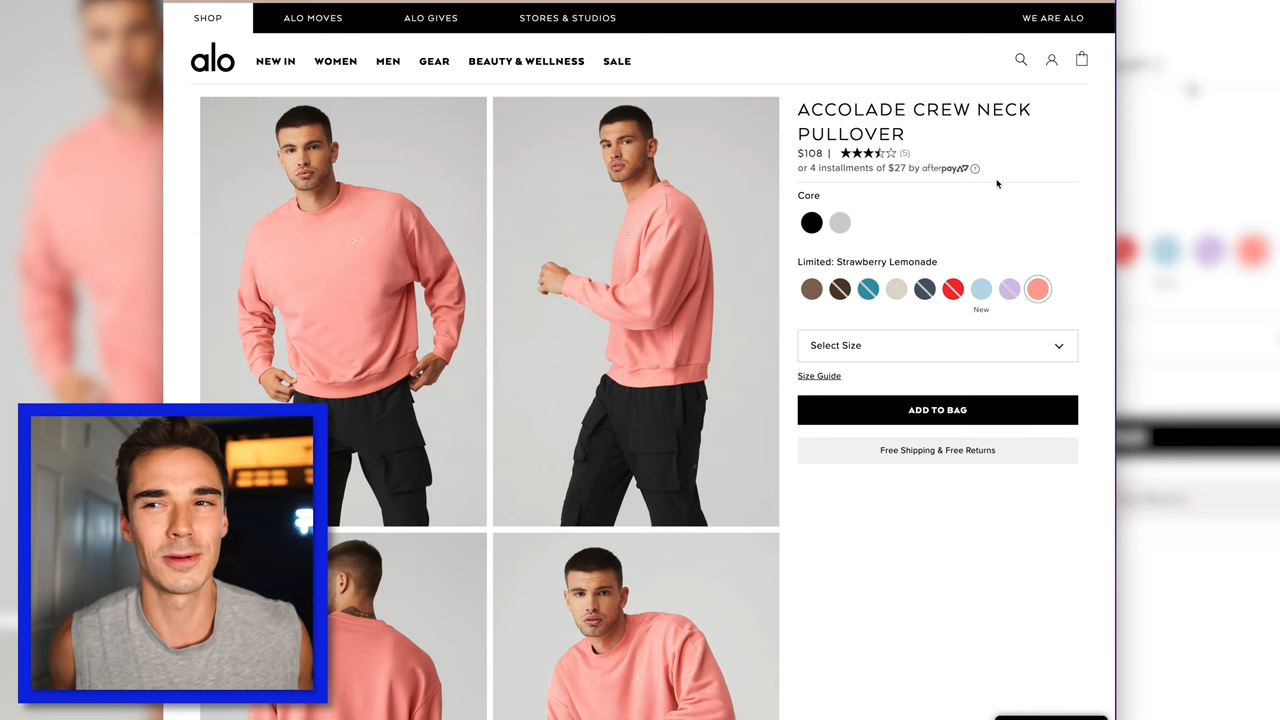 SHOP
ALO MOVES
ALO GIVES
STORES & STUDIOS
WE ARE ALO
alo
NEW IN
WOMEN
MEN
GEAR
BEAUTY & WELLNESS
SALE
ACCOLADE CREW NECK
PULLOVER
$108 | (5)
or 4 installments of $27 by afterpay ?
Core
Limited: Strawberry Lemonade
New
Select Size
Size Guide
ADD TO BAG
Free Shipping & Free Returns